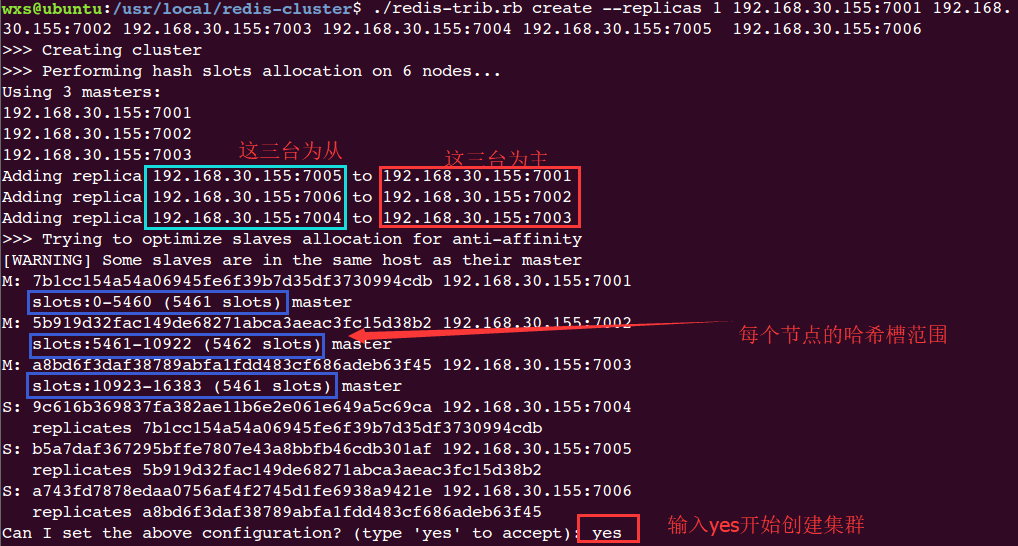 wxs@ubuntu:/usr/local/redis-cluster$ ./redis-trib.rb create --replicas 1 192.168.30.155:7001 192.168.
30.155:7002 192.168.30.155:7003 192.168.30.155:7004 192.168.30.155:7005  192.168.30.155:7006
>>> Creating cluster
>>> Performing hash slots allocation on 6 nodes...
Using 3 masters:
192.168.30.155:7001
192.168.30.155:7002
192.168.30.155:7003
这三台为从 这三台为主
Adding replica 192.168.30.155:7005 to 192.168.30.155:7001
Adding replica 192.168.30.155:7006 to 192.168.30.155:7002
Adding replica 192.168.30.155:7004 to 192.168.30.155:7003
>>> Trying to optimize slaves allocation for anti-affinity
[WARNING] Some slaves are in the same host as their master
M: 7b1cc154a54a06945fe6f39b7d35df3730994cdb 192.168.30.155:7001
slots:0-5460 (5461 slots) master
M: 5b919d32fac149de68271abca3aeac3fc15d38b2 192.168.30.155:7002
slots:5461-10922 (5462 slots) master
每个节点的哈希槽范围
M: a8bd6f3daf38789abfa1fdd483cf686adeb63f45 192.168.30.155:7003
slots:10923-16383 (5461 slots) master
S: 9c616b369837fa382ae11b6e2e061e649a5c69ca 192.168.30.155:7004
replicates 7b1cc154a54a06945fe6f39b7d35df3730994cdb
S: b5a7daf367295bffe7807e43a8bbfb46cdb301af 192.168.30.155:7005
replicates 5b919d32fac149de68271abca3aeac3fc15d38b2
S: a743fd7878edaa0756af4f2745d1fe6938a9421e 192.168.30.155:7006
replicates a8bd6f3daf38789abfa1fdd483cf686adeb63f45
Can I set the above configuration? (type 'yes' to accept): yes
输入yes开始创建集群